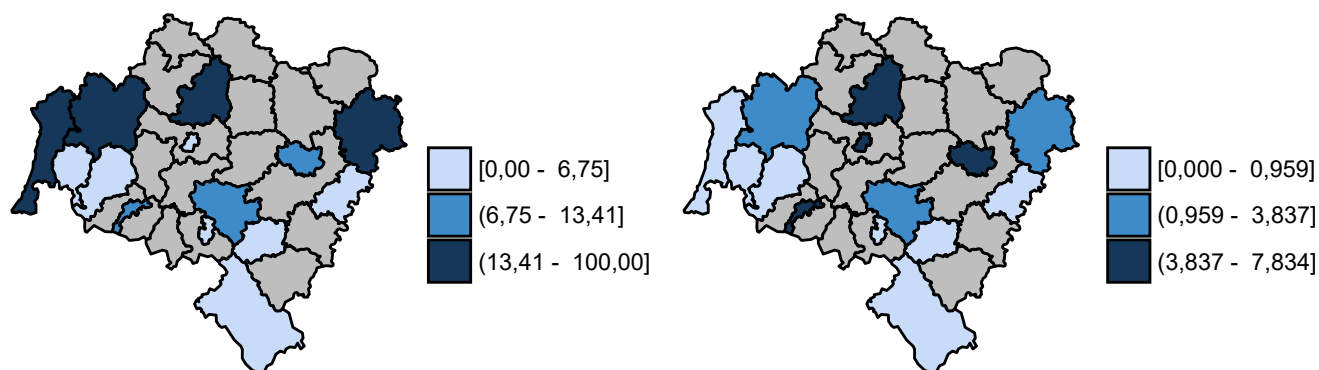 [0,00 -  6,75]
(6,75 -  13,41]
(13,41 -  100,00]
[0,000 -  0,959]
(0,959 -  3,837]
(3,837 -  7,834]